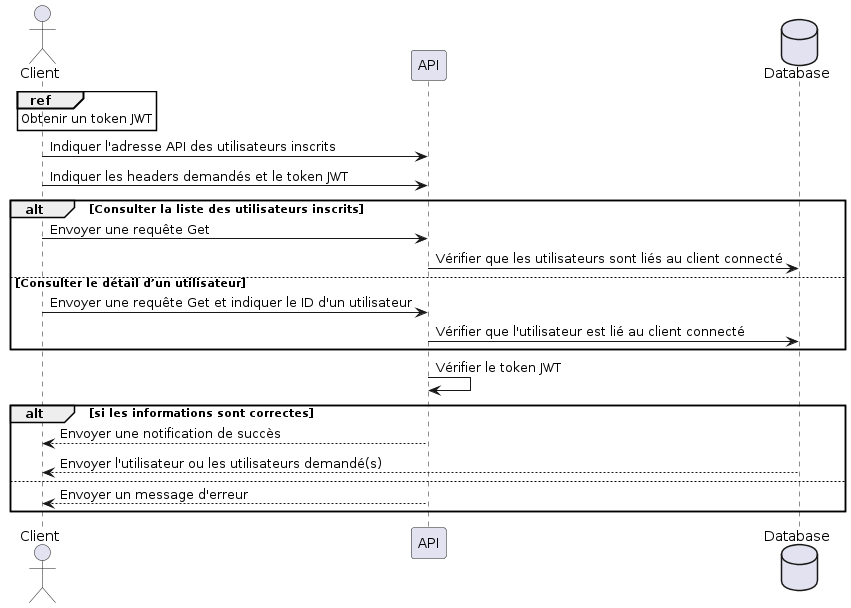 Client
API
Database
ref
Obtenir un token JWT
Indiquer l'adresse API des utilisateurs inscrits
Indiquer les headers demandés et le token JWT
alt [Consulter la liste des utilisateurs inscrits]
Envoyer une requête Get
Vérifier que les utilisateurs sont liés au client connecté
[Consulter le détail d’un utilisateur]
Envoyer une requête Get et indiquer le ID d'un utilisateur
Vérifier que l'utilisateur est lié au client connecté
Vérifier le token JWT
alt [si les informations sont correctes]
Envoyer une notification de succès
Envoyer l'utilisateur ou les utilisateurs demandé(s)
Envoyer un message d'erreur
Client
API
Database